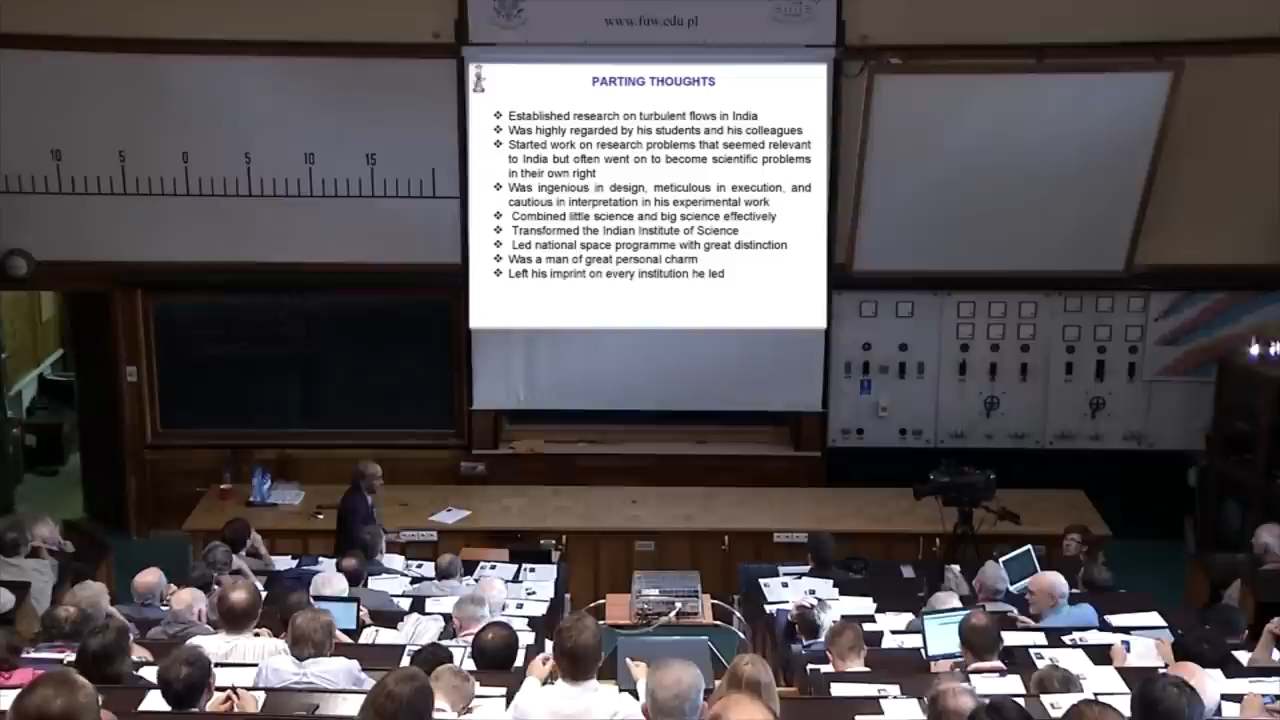 www.fuw.edu.pl
PARTING THOUGHTS
❖ Established research on turbulent flows in India
❖ Was highly regarded by his students and his colleagues
❖ Started work on research problems that seemed relevant
to India but often went on to become scientific problems
in their own right
❖ Was ingenious in design, meticulous in execution, and
cautious in interpretation in his experimental work
❖ Combined little science and big science effectively
❖ Transformed the Indian Institute of Science
❖ Led national space programme with great distinction
❖ Was a man of great personal charm
❖ Left his imprint on every institution he led
10 5 0 5 10 15